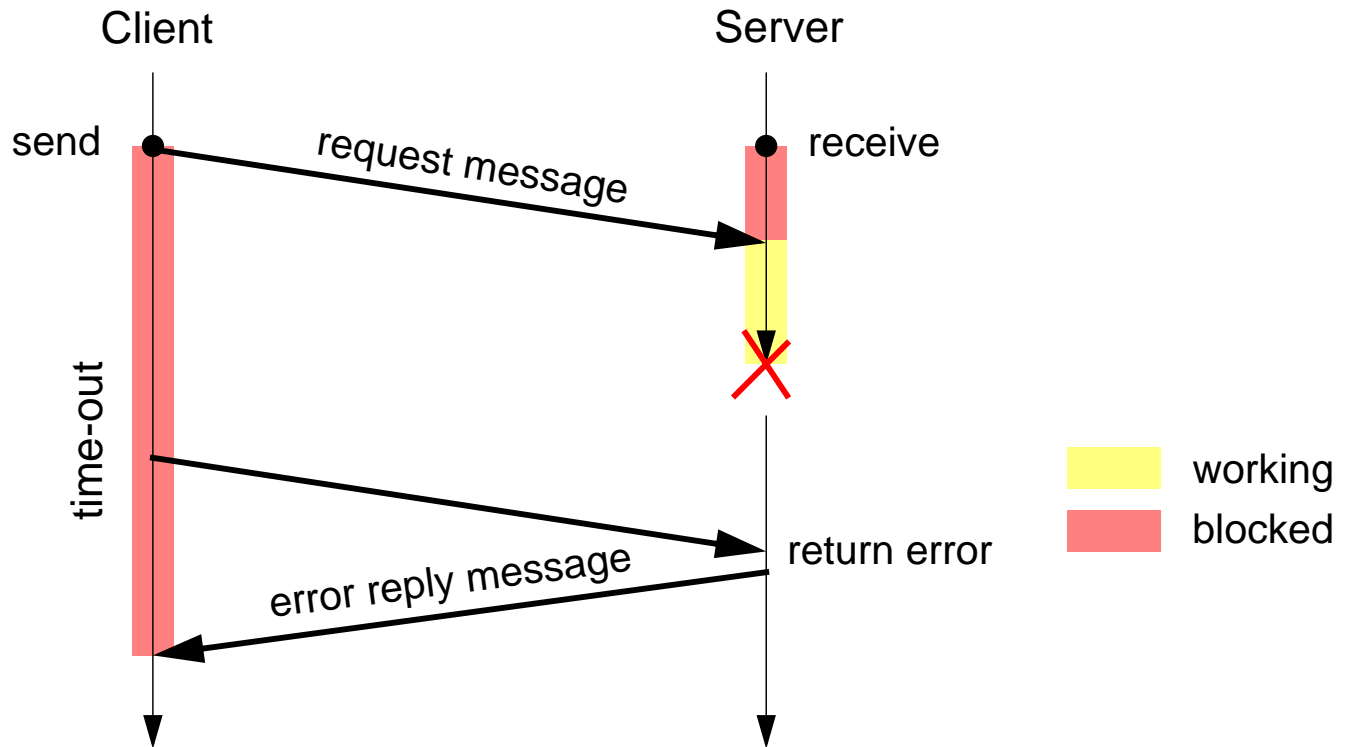 Client
Server
send
request message
receive
time-out
working
blocked
return error
error reply message